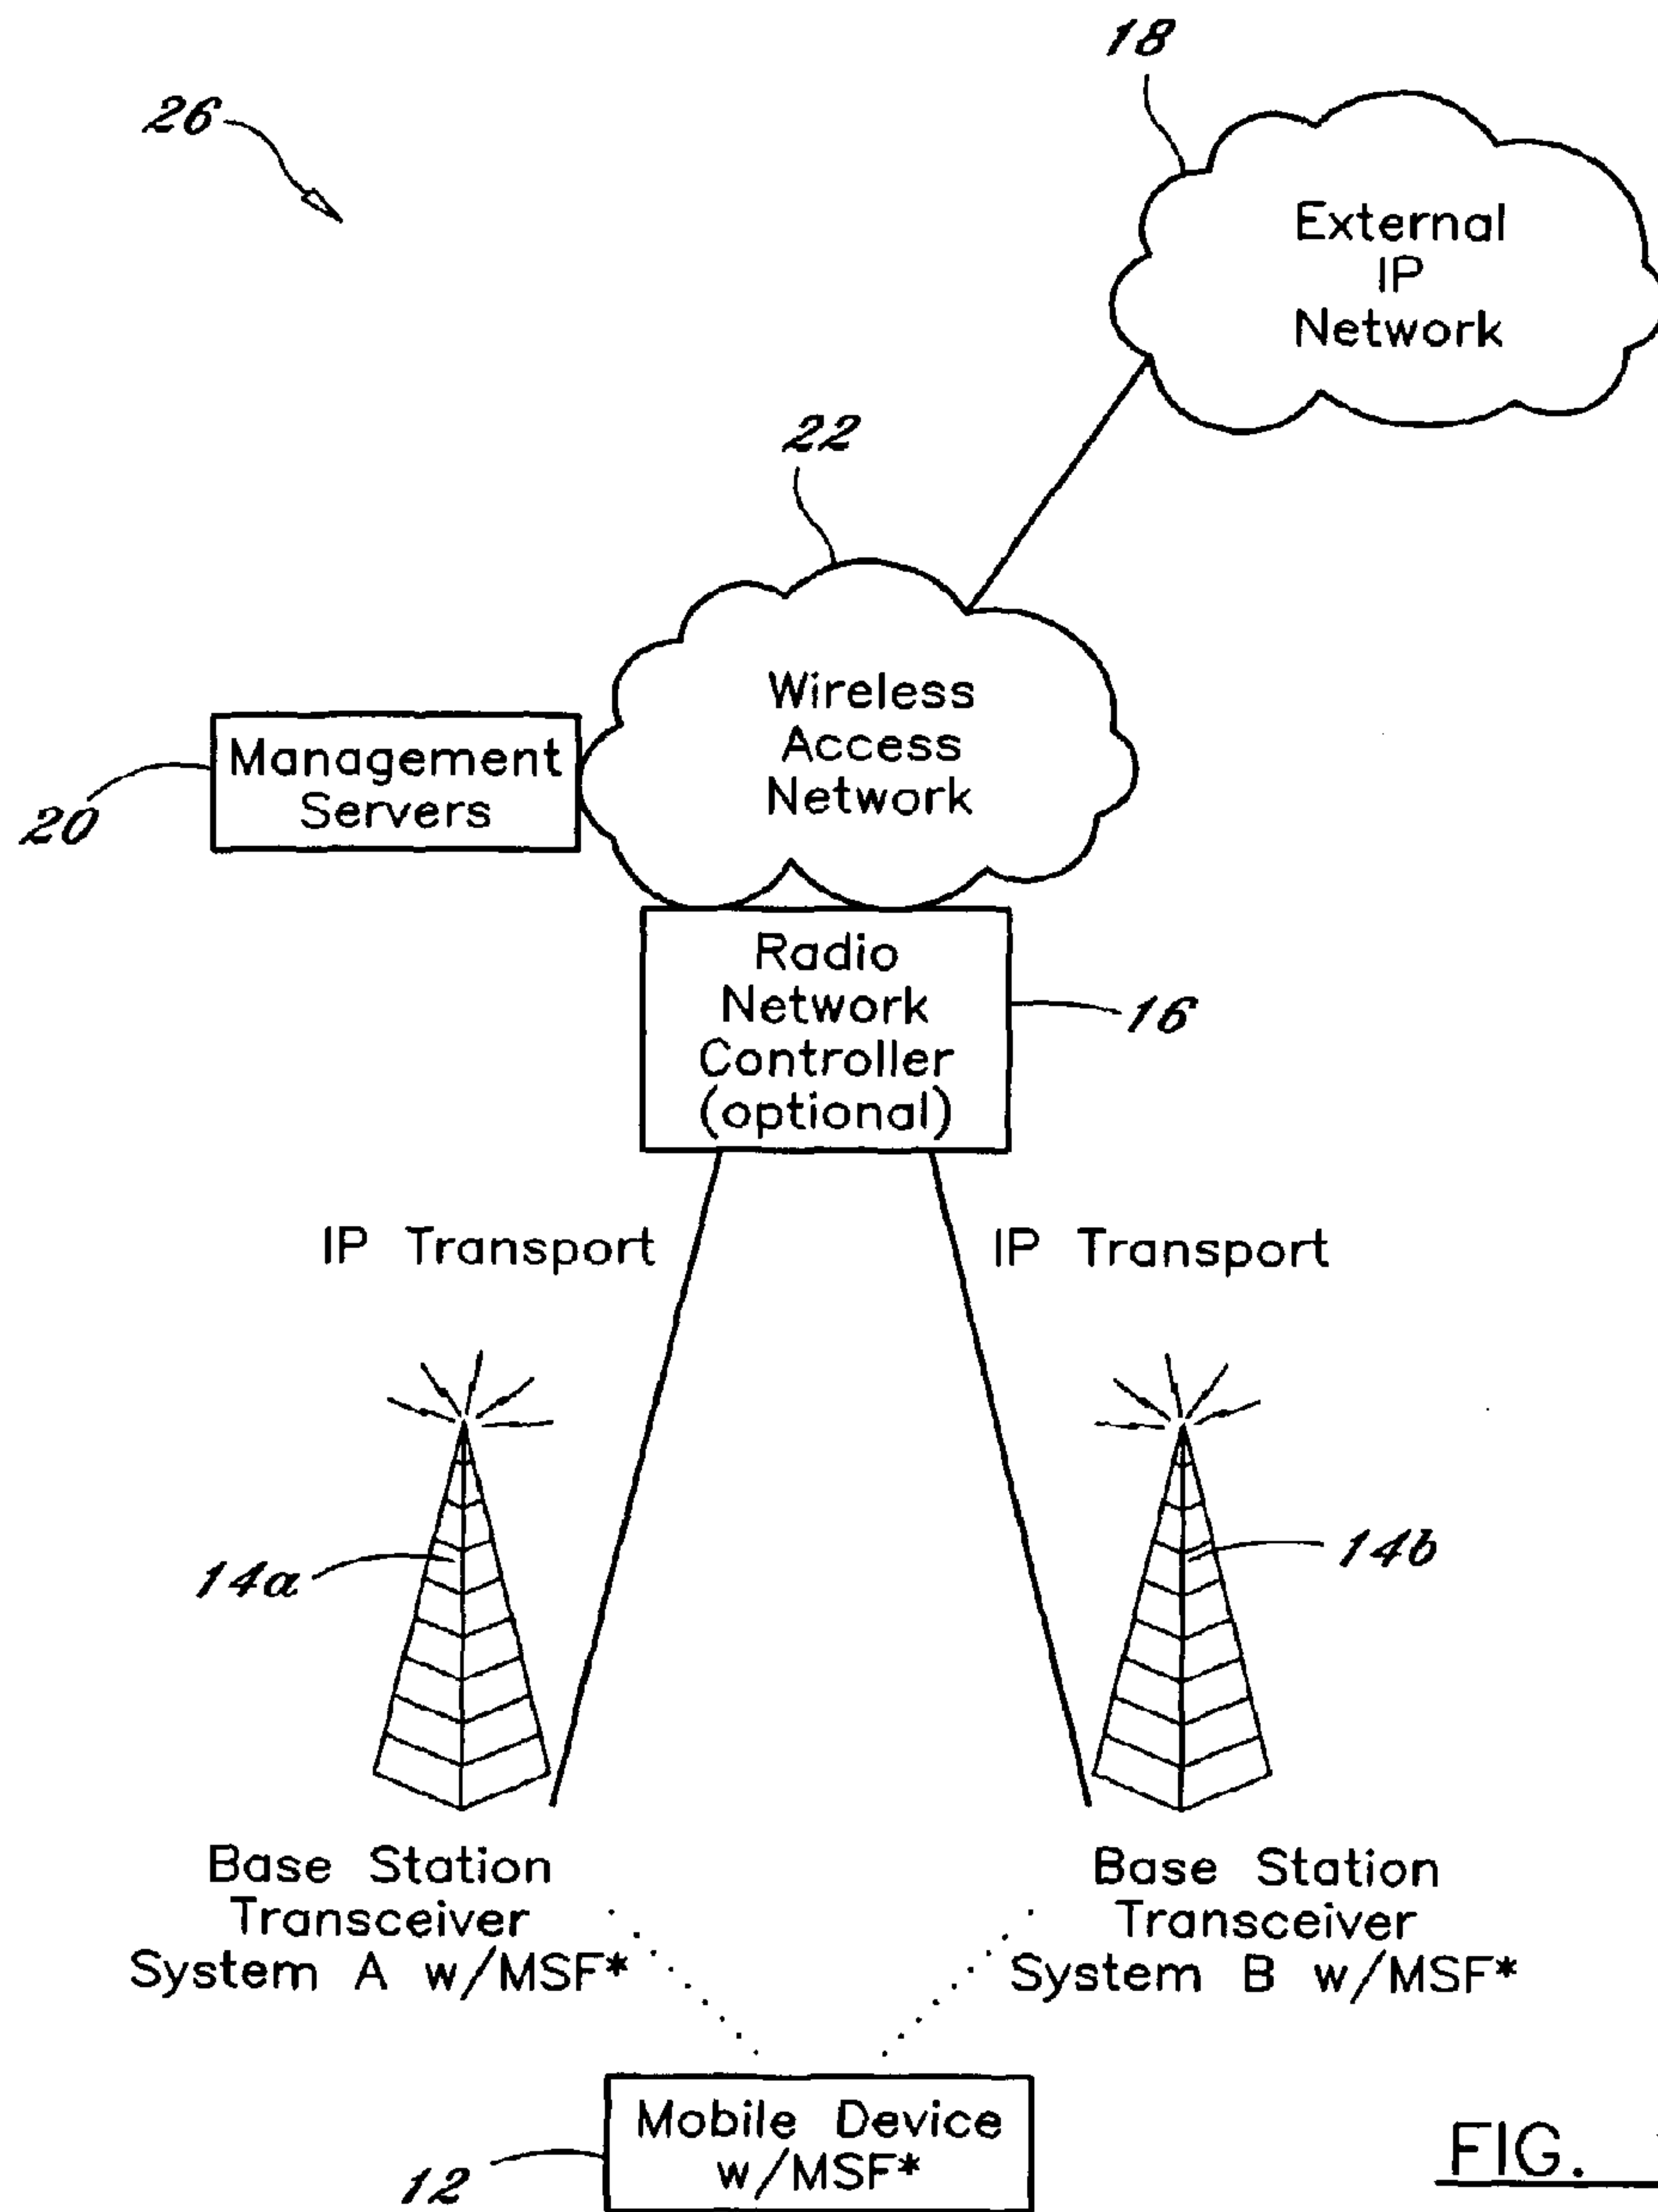 18
26
External
IP
Network
22
Wireless
Access
Network
Management
Servers
20
Radio
Network
Controller
(optional)
16
IP Transport
IP Transport
14a
14b
Base Station
Transceiver
System A w/MSF*
Base Station
Transceiver
System B w/MSF*
Mobile Device
w/MSF*
12
FIG.